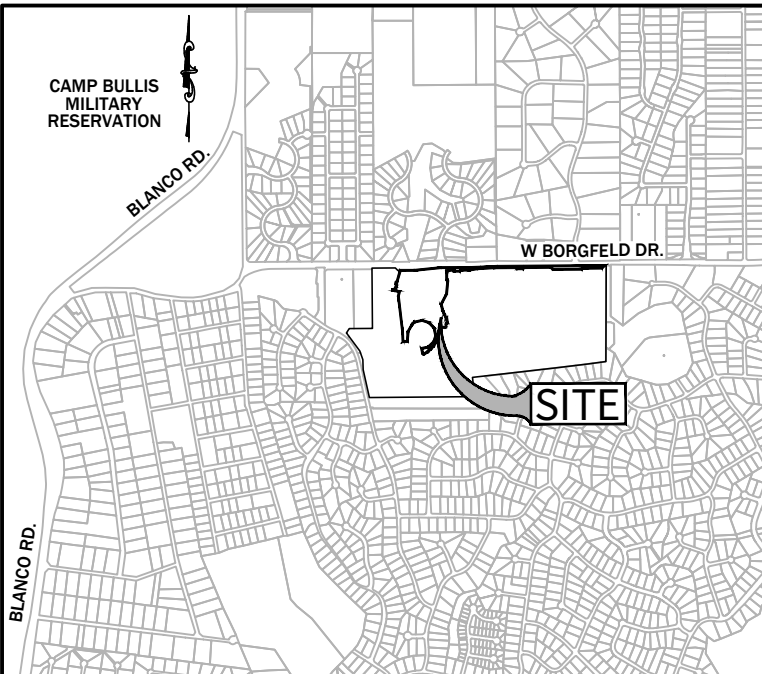 CAMP BULLIS
MILITARY
RESERVATION
BLANCO RD.
W BORGFELD DR.
SITE
BLANCO RD.